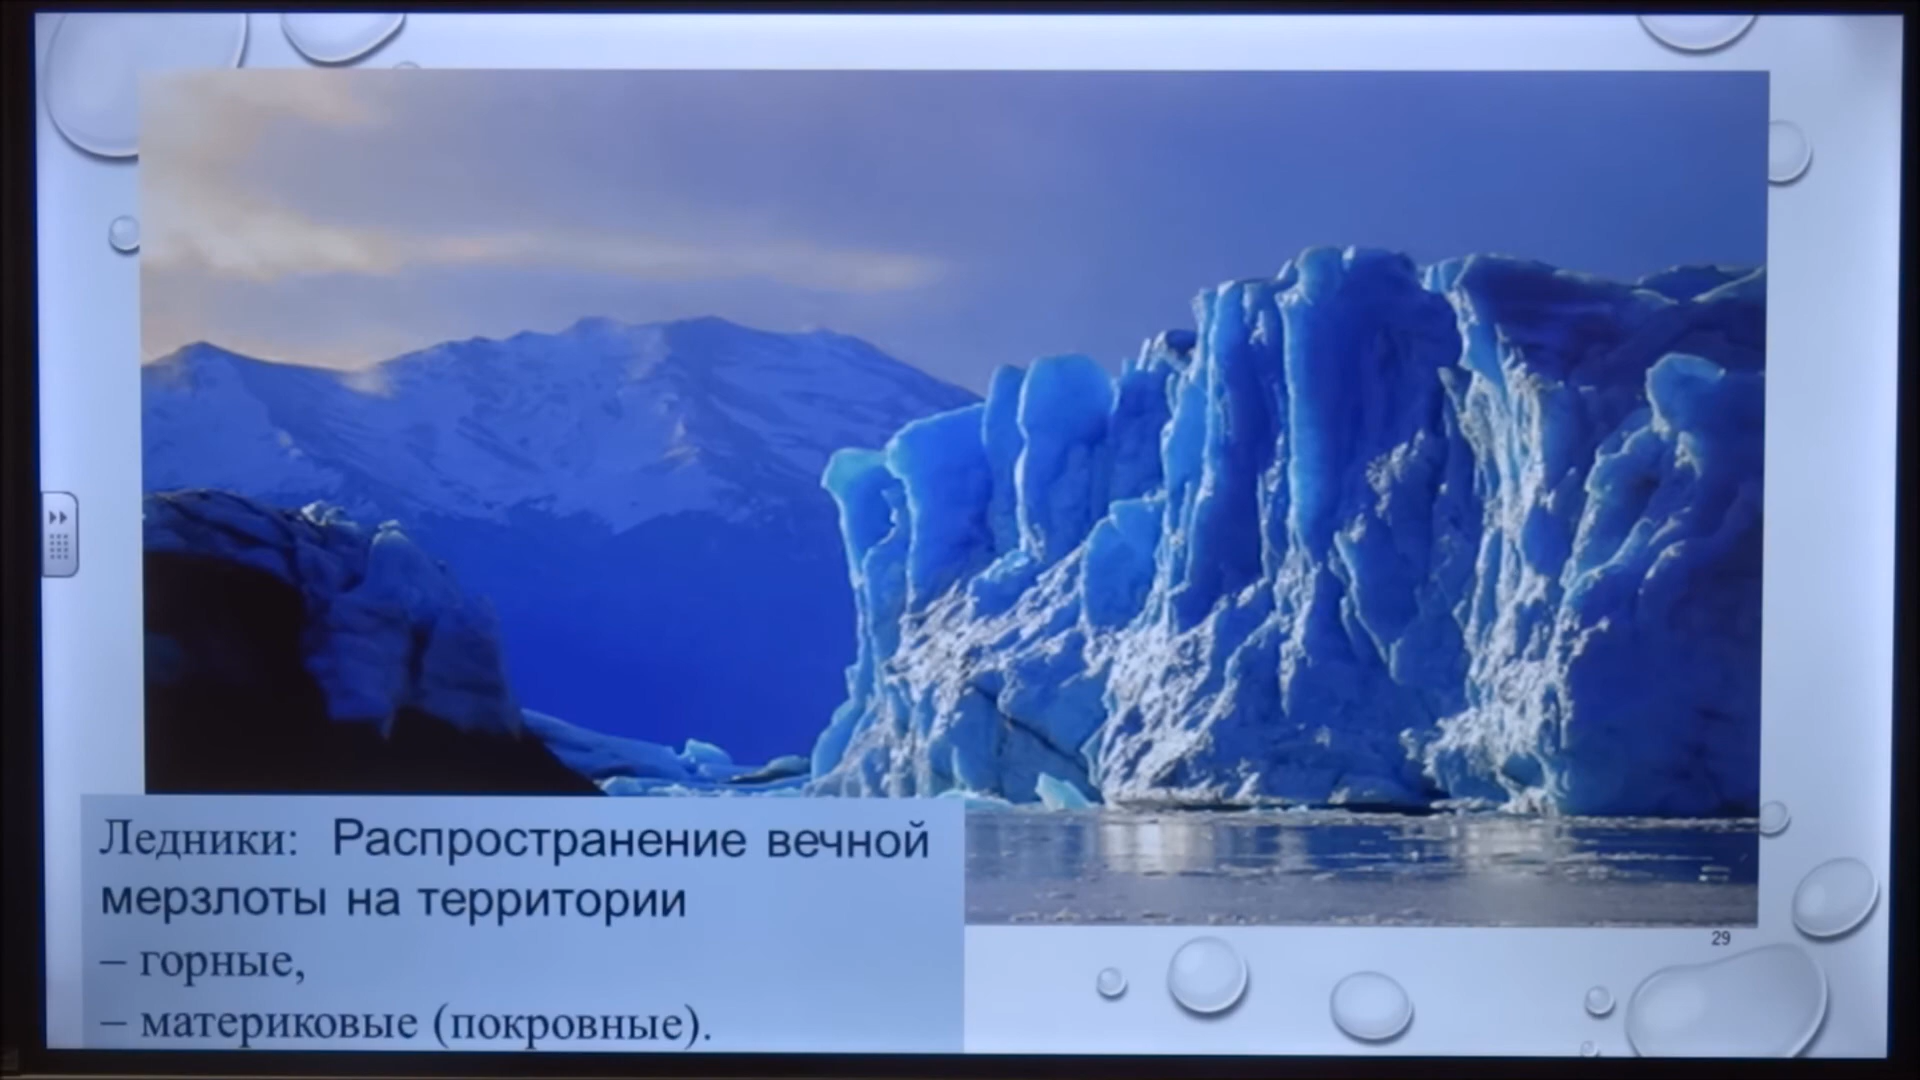 Ледники: Распространение вечной
мерзлоты на территории
– горные,
– материковые (покровные).
29